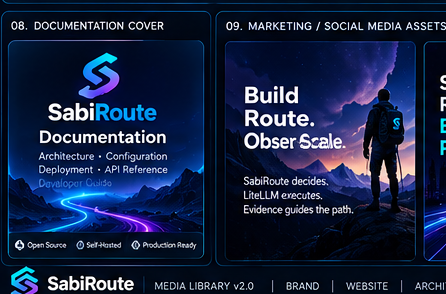 08. DOCUMENTATION COVER
SabiRoute
Documentation
Architecture • Configuration
Deployment • API Reference
Developer Guide
Open Source
Self-Hosted
Production Ready
09. MARKETING / SOCIAL MEDIA ASSETS
Build
Route.
Obser Scale.
SabiRoute decides.
LiteLLM executes.
Evidence guides the path.
SabiRoute
MEDIA LIBRARY v2.0
BRAND
WEBSITE